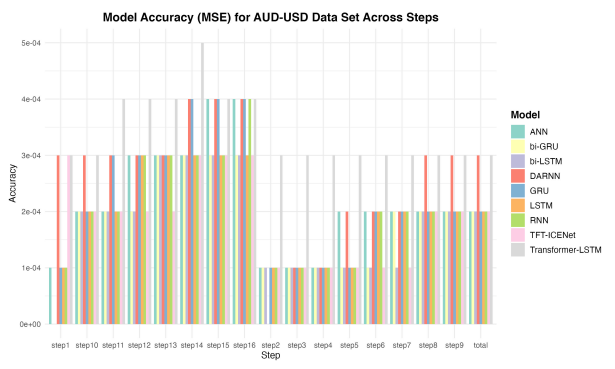 Model Accuracy (MSE) for AUD-USD Data Set Across Steps
5e-04
4e-04
3e-04
2e-04
1e-04
0e+00
Accuracy
step1 step10 step11 step12 step13 step14 step15 step16 step2 step3 step4 step5 step6 step7 step8 step9 total
Step
Model
ANN
bi-GRU
bi-LSTM
DARNN
GRU
LSTM
RNN
TFT-ICENet
Transformer-LSTM